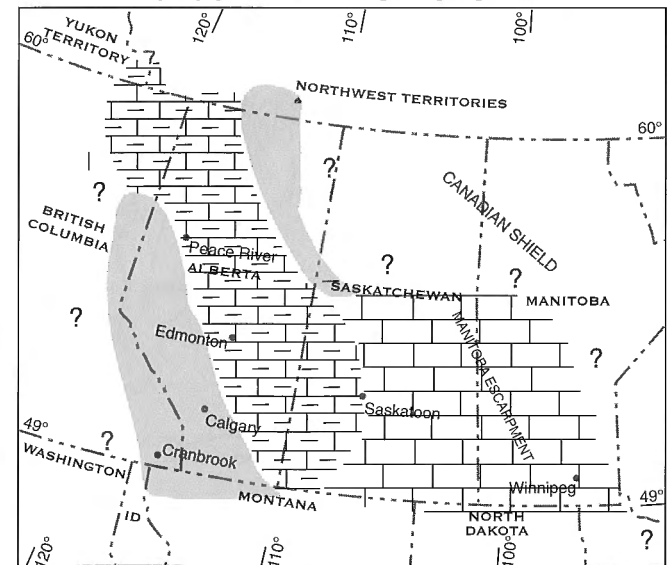 120°
110°
100°
YUKON
TERRITORY
?
60°
NORTHWEST TERRITORIES
60°
?
CANADIAN SHIELD
?
BRITISH
COLUMBIA
Peace River
ALBERTA
?
?
SASKATCHEWAN
MANITOBA
?
MANITOBA ESCARPMENT
Edmonton
?
Saskatoon
Calgary
49°
?
Cranbrook
WASHINGTON
Winnipeg
MONTANA
49°
ID
NORTH
DAKOTA
?
120°
110°
100°